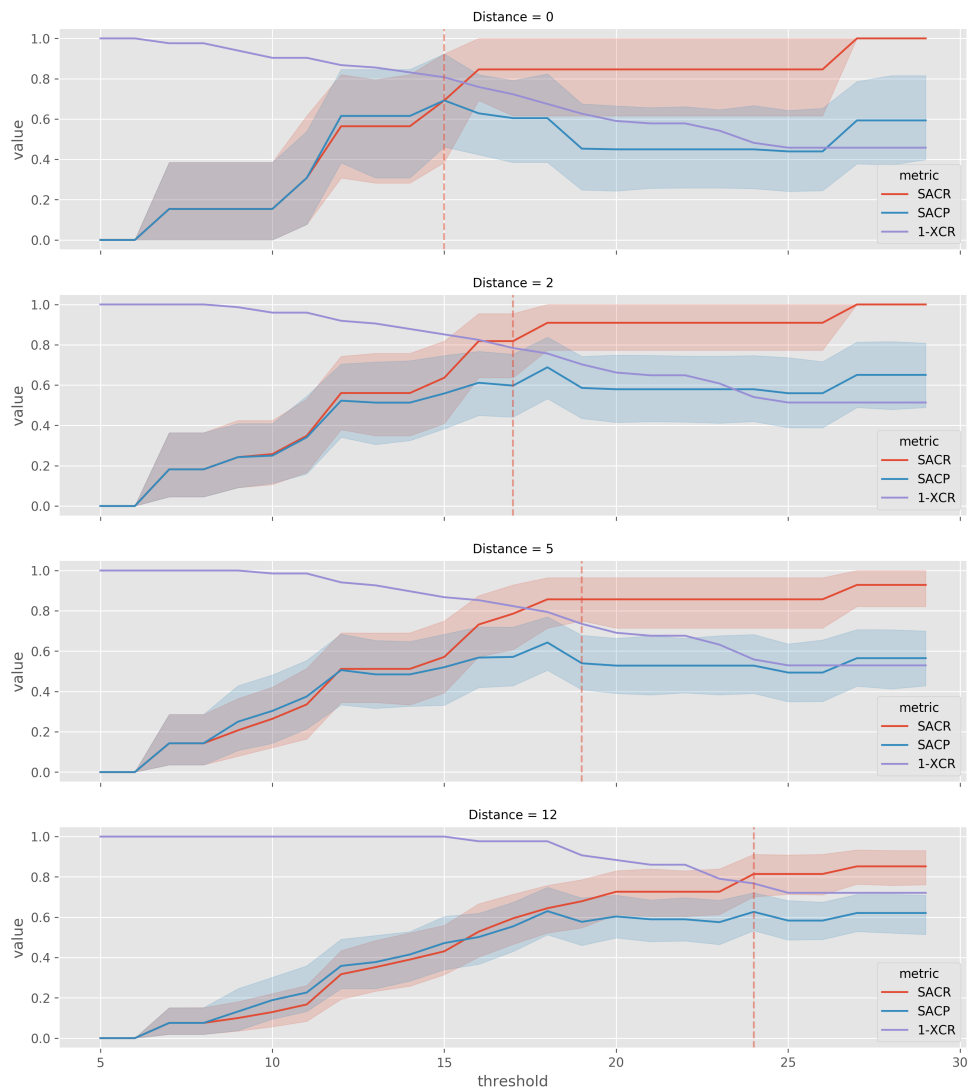 Distance = 0
1.0
0.8
0.6
0.4
0.2
0.0
value
metric
SACR
SACP
1-XCR
Distance = 2
1.0
0.8
0.6
0.4
0.2
0.0
value
metric
SACR
SACP
1-XCR
Distance = 5
1.0
0.8
0.6
0.4
0.2
0.0
value
metric
SACR
SACP
1-XCR
Distance = 12
1.0
0.8
0.6
0.4
0.2
0.0
value
metric
SACR
SACP
1-XCR
5 10 15 20 25 30
threshold